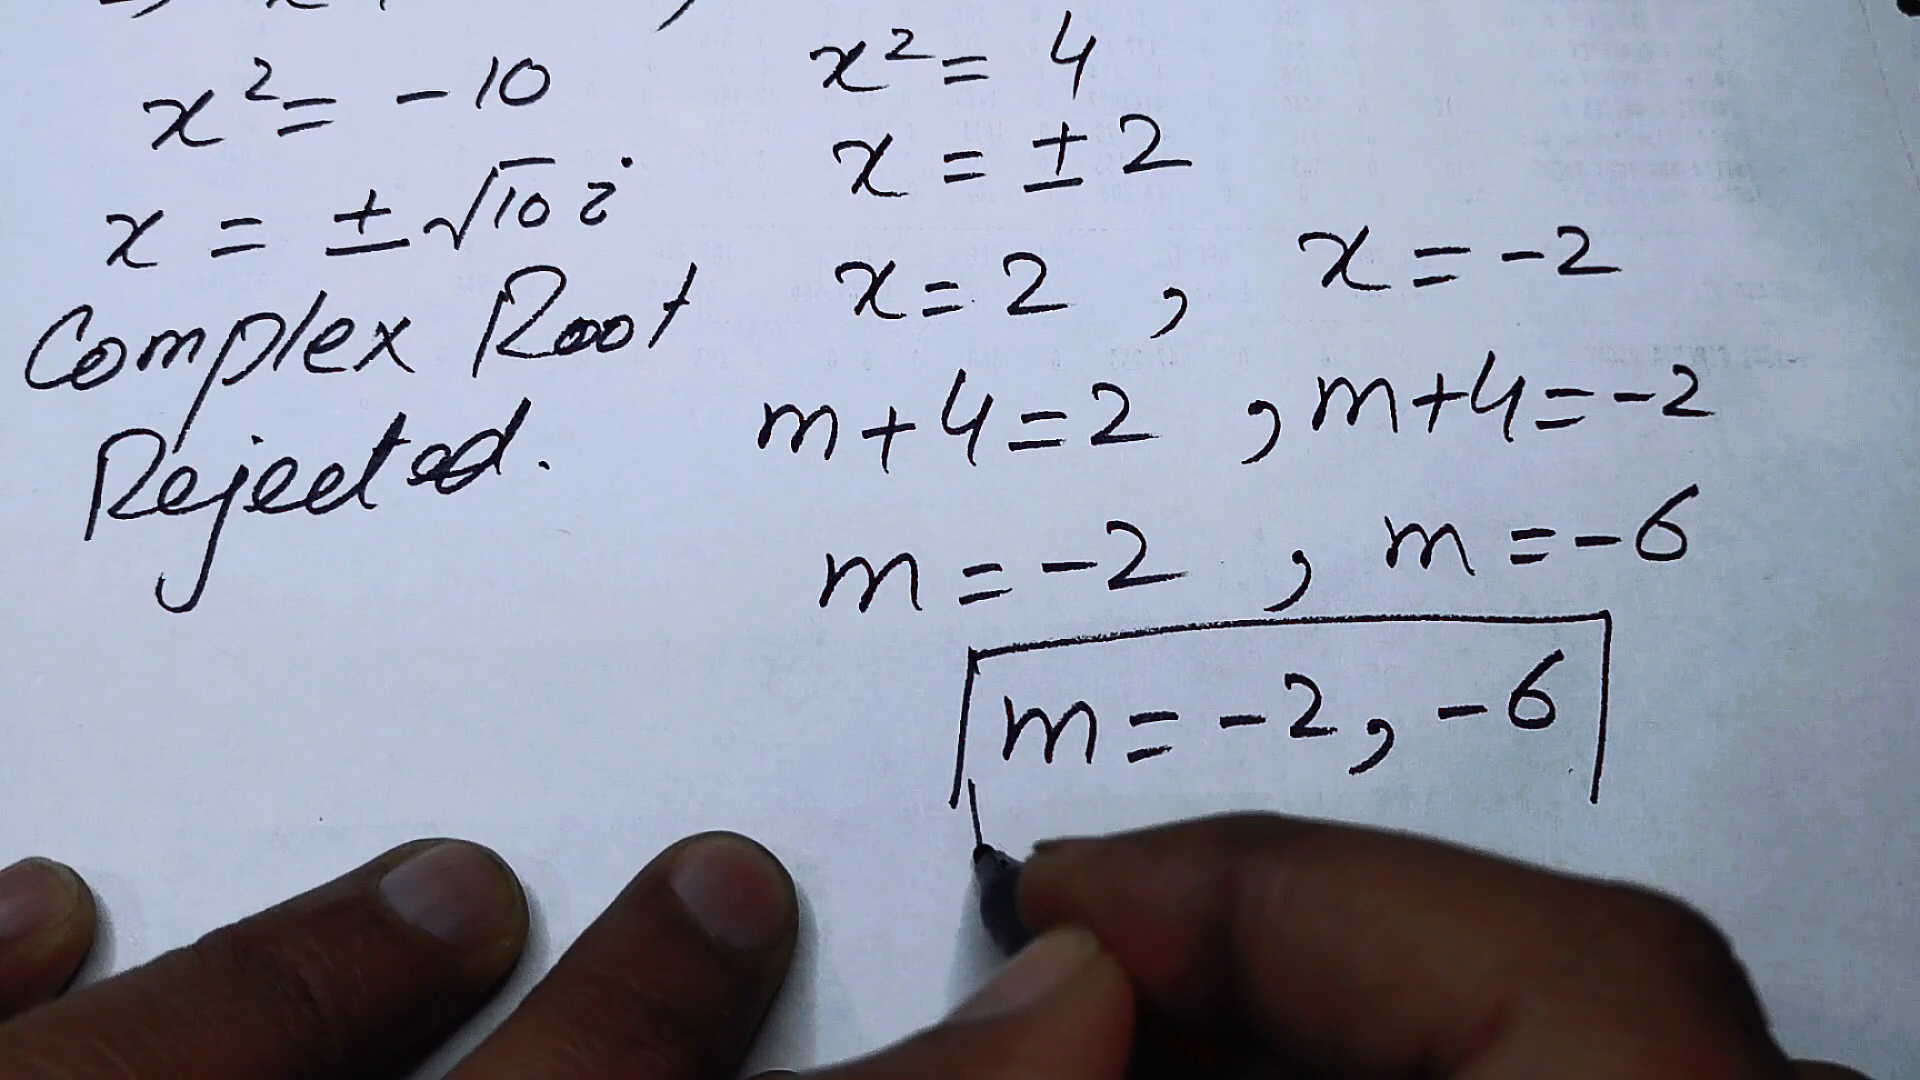 x² = -10
x = ±√10 i
Complex Root
Rejected.
x² = 4
x = ±2
x = 2 , x = -2
m+4=2 , m+4=-2
m = -2 , m = -6
m = -2, -6